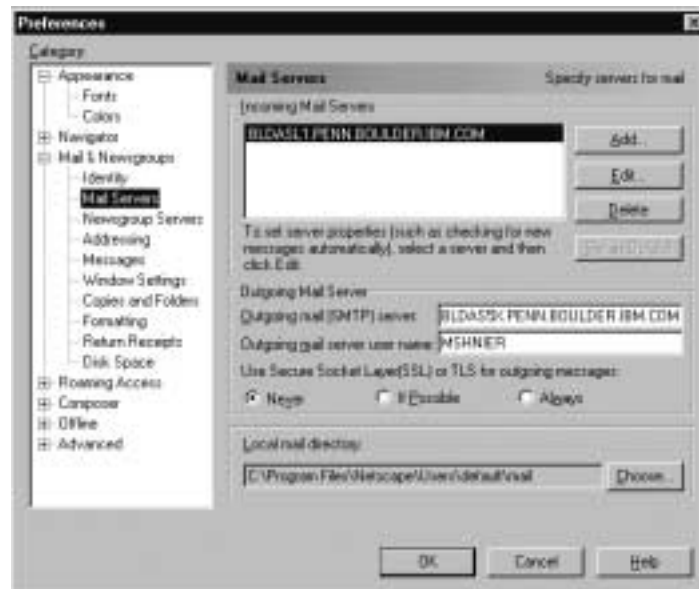 Preferences
Category
Appearance
Fonts
Colors
Navigator
Mail & Newsgroups
Identity
Mail Servers
Newsgroup Servers
Addressing
Messages
Window Settings
Copies and Folders
Formatting
Return Receipts
Disk Space
Roaming Access
Composer
Offline
Advanced
Mail Servers Specify servers for mail
Incoming Mail Servers
BLDASL1.PENN.BOULDER.IBM.COM
Add...
Edit...
Delete
To set server properties (such as checking for new
messages automatically), select a server and then
click Edit.
Outgoing Mail Server
Outgoing mail (SMTP) server: .PENN.BOULDER.IBM.COM
Outgoing mail server user name: MSHNIER
Use Secure Socket Layer(SSL) or TLS for outgoing messages:
Never If Possible Always
Local mail directory
C:\Program Files\Netscape\Users\default\mail Choose...
OK Cancel Help